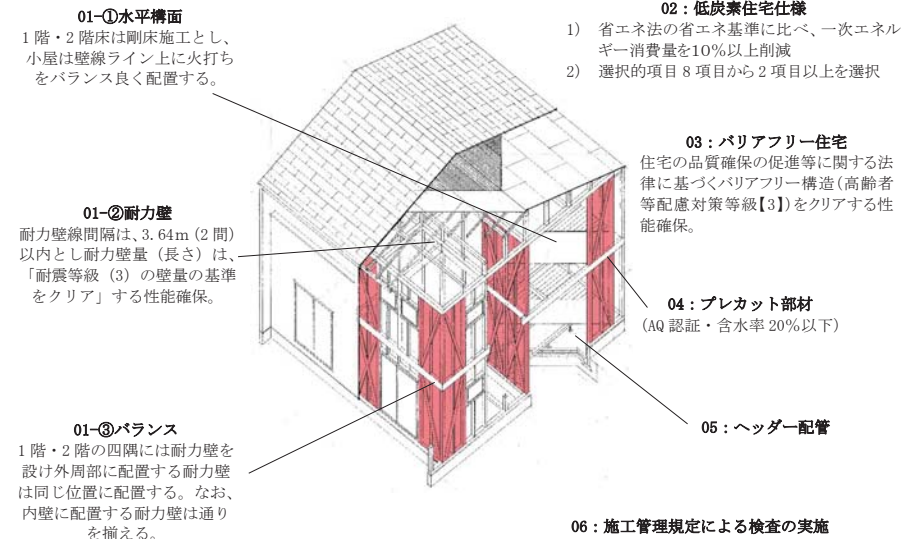 01-①水平構面
1階・2階床は剛床施工とし、
小屋は壁線ライン上に火打ち
をバランス良く配置する。
01-②耐力壁
耐力壁線間隔は、3.64m(2間)
以内とし耐力壁量(長さ)は、
「耐震等級(3)の壁量の基準
をクリア」する性能確保。
01-③バランス
1階・2階の四隅には耐力壁を
設け外周部に配置する耐力壁
は同じ位置に配置する。なお、
内壁に配置する耐力壁は通り
を揃える。
02:低炭素住宅仕様
1) 省エネ法の省エネ基準に比べ、一次エネル
ギー消費量を10%以上削減
2) 選択的項目8項目から2項目以上を選択
03:バリアフリー住宅
住宅の品質確保の促進等に関する法
律に基づくバリアフリー構造(高齢者
等配慮対策等級【3】)をクリアする性
能確保。
04:プレカット部材
(AQ認証・含水率20%以下)
05:ヘッダー配管
06:施工管理規定による検査の実施